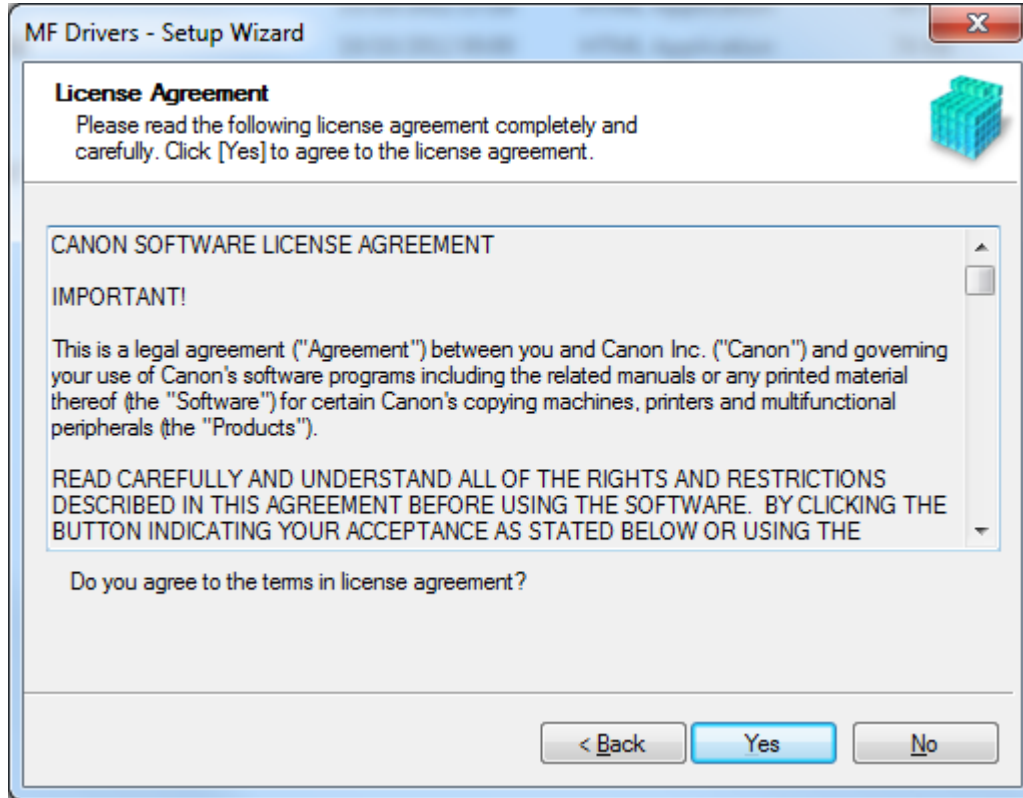 MF Drivers - Setup Wizard
License Agreement
Please read the following license agreement completely and
carefully. Click [Yes] to agree to the license agreement.
CANON SOFTWARE LICENSE AGREEMENT
IMPORTANT!
This is a legal agreement ("Agreement") between you and Canon Inc. ("Canon") and governing
your use of Canon's software programs including the related manuals or any printed material
thereof (the "Software") for certain Canon's copying machines, printers and multifunctional
peripherals (the "Products").
READ CAREFULLY AND UNDERSTAND ALL OF THE RIGHTS AND RESTRICTIONS
DESCRIBED IN THIS AGREEMENT BEFORE USING THE SOFTWARE.  BY CLICKING THE
BUTTON INDICATING YOUR ACCEPTANCE AS STATED BELOW OR USING THE
Do you agree to the terms in license agreement?
< Back Yes No